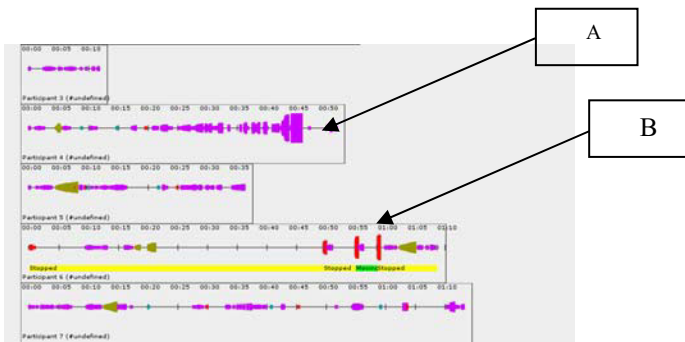 A
00:00 00:05 00:10
Participant 3 (#undefined)
00:00 00:05 00:10 00:15 00:20 00:25 00:30 00:35 00:40 00:45 00:50
B
Participant 4 (#undefined)
00:00 00:05 00:10 00:15 00:20 00:25 00:30 00:35
Participant 5 (#undefined)
00:00 00:05 00:10 00:15 00:20 00:25 00:30 00:35 00:40 00:45 00:50 00:55 01:00 01:05 01:10
Stopped Stopped Moving Stopped
Participant 6 (#undefined)
00:00 00:05 00:10 00:15 00:20 00:25 00:30 00:35 00:40 00:45 00:50 00:55 01:00 01:05 01:10
Participant 7 (#undefined)